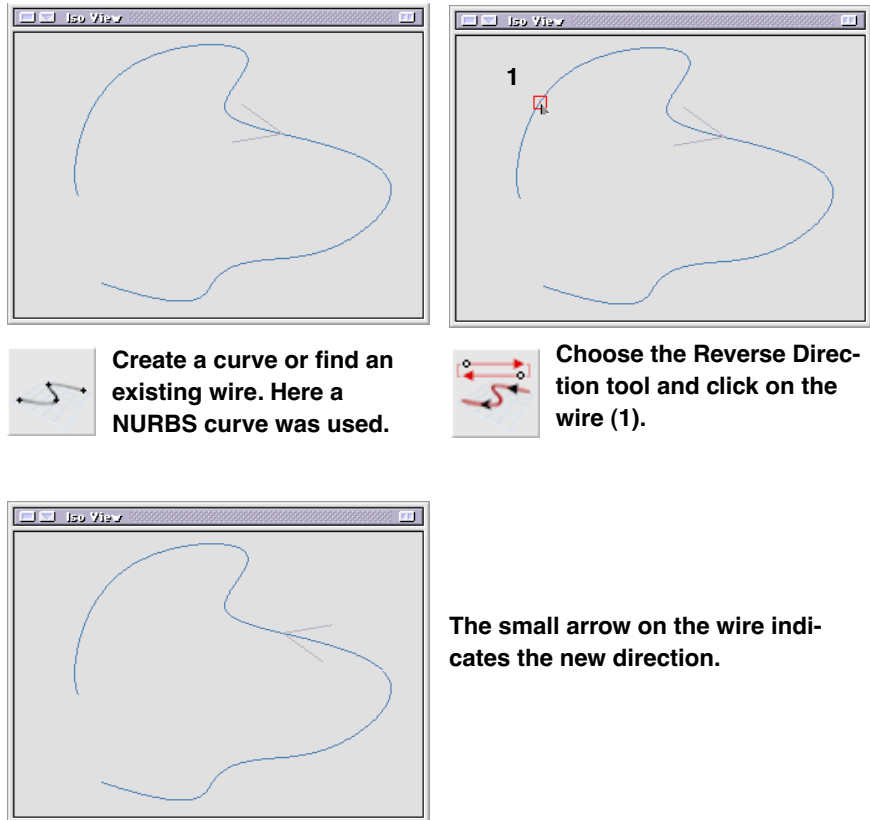 Iso View
Iso View
1
Create a curve or find an
existing wire. Here a
NURBS curve was used.
Choose the Reverse Direc-
tion tool and click on the
wire (1).
Iso View
The small arrow on the wire indi-
cates the new direction.